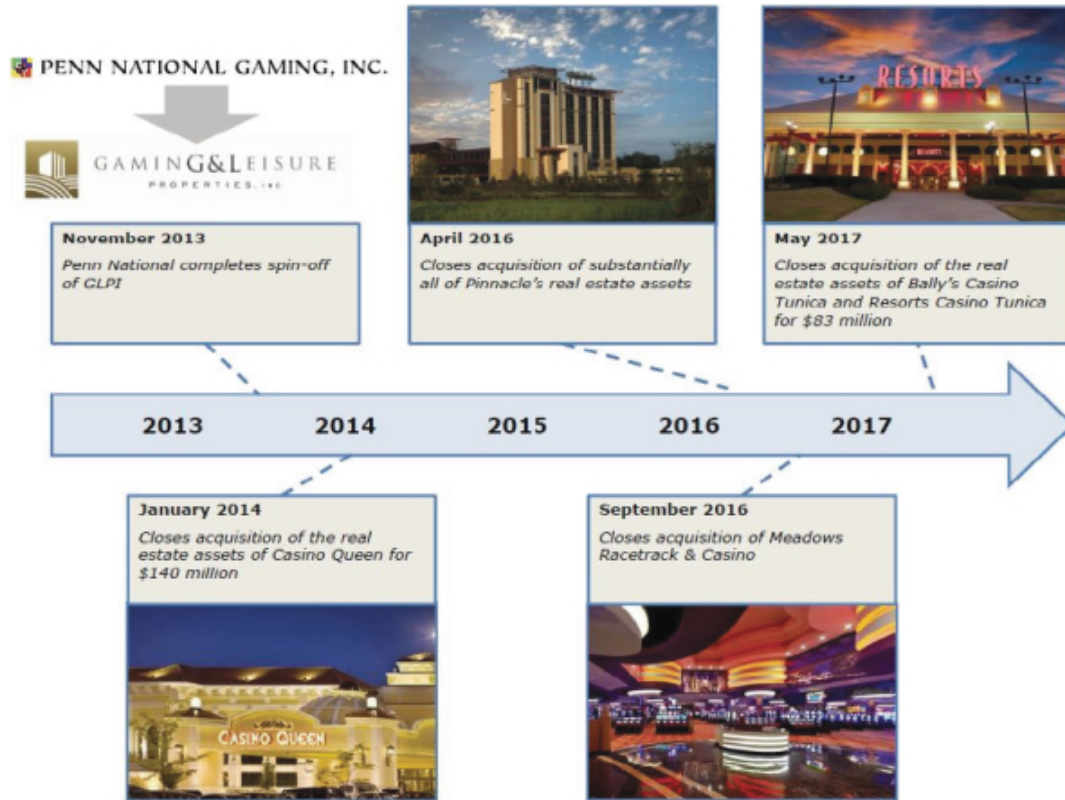 PENN NATIONAL GAMING, INC.
GAMING&LEISURE
PROPERTIES, INC
November 2013
Penn National completes spin-off
of GLPI
April 2016
Closes acquisition of substantially
all of Pinnacle's real estate assets
RESORTS
RESORTS
May 2017
Closes acquisition of the real
estate assets of Bally's Casino
Tunica and Resorts Casino Tunica
for $83 million
2013 2014 2015 2016 2017
January 2014
Closes acquisition of the real
estate assets of Casino Queen for
$140 million
CASINO QUEEN
September 2016
Closes acquisition of Meadows
Racetrack & Casino